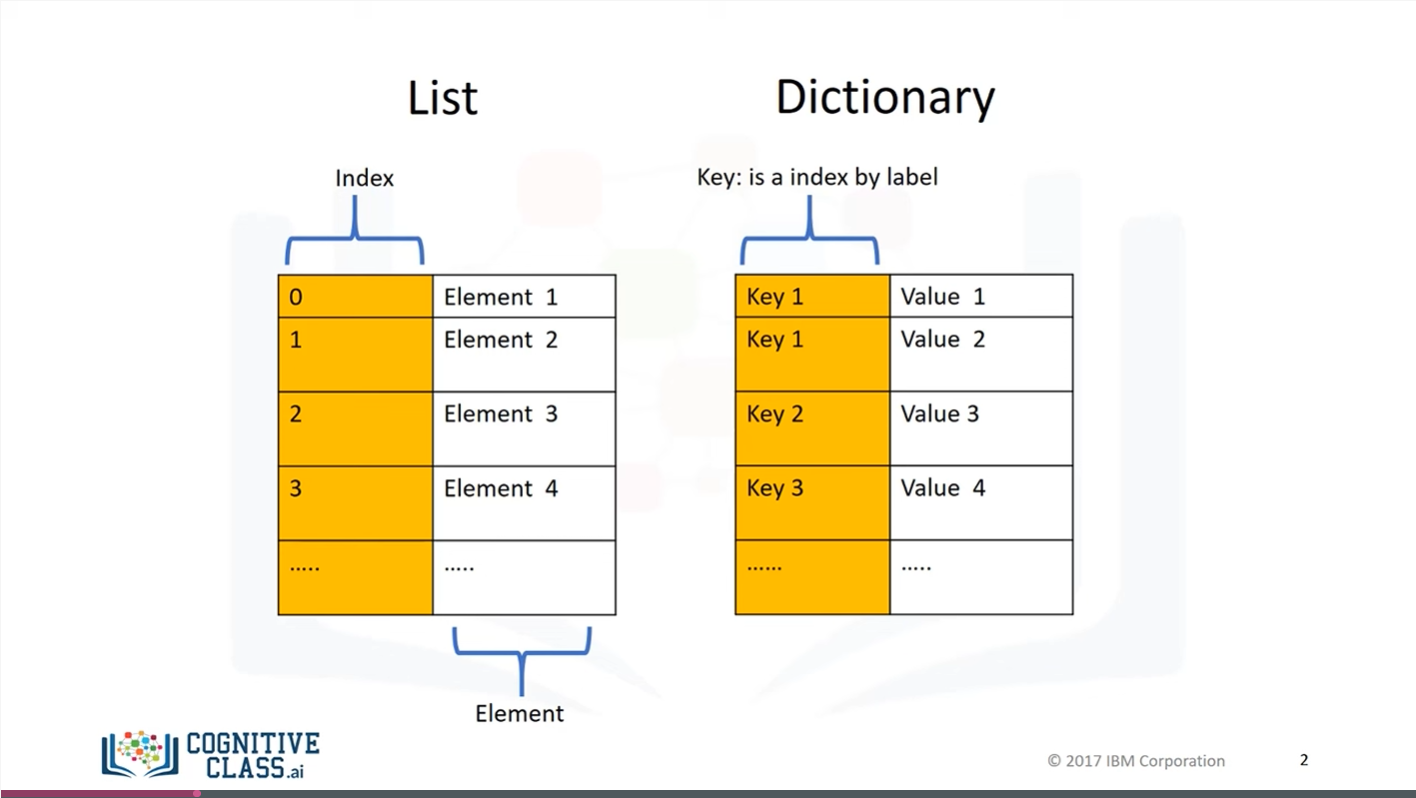 List
Dictionary
Index
Key: is a index by label
0 Element 1
1 Element 2
2 Element 3
3 Element 4
..... .....
Key 1 Value 1
Key 1 Value 2
Key 2 Value 3
Key 3 Value 4
...... .....
Element
COGNITIVE
CLASS.ai
© 2017 IBM Corporation
2